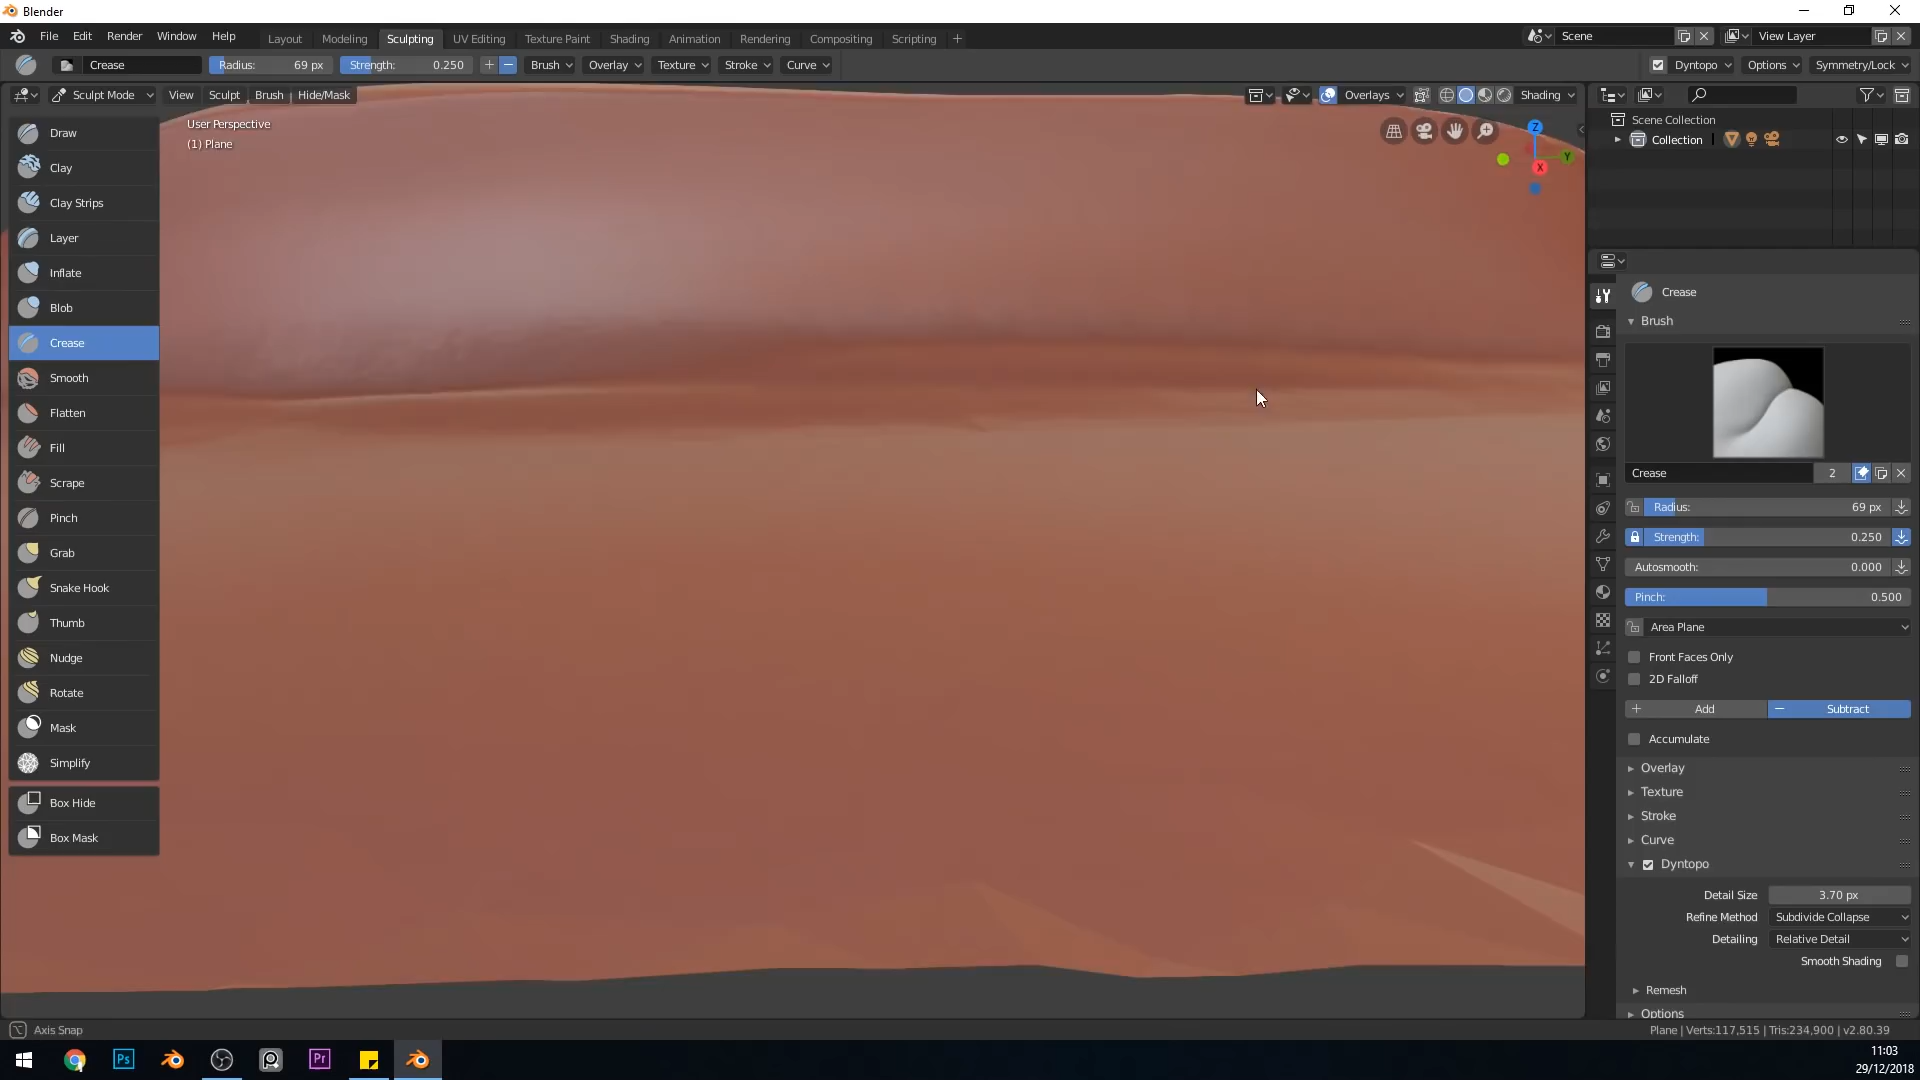 Blender
File Edit Render Window Help Layout Modeling Sculpting UV Editing Texture Paint Shading Animation Rendering Compositing Scripting + Scene View Layer
Crease Radius: 69 px Strength: 0.250 + − Brush Overlay Texture Stroke Curve Dyntopo Options Symmetry/Lock
Sculpt Mode View Sculpt Brush Hide/Mask Overlays Shading
User Perspective
(1) Plane
Z
Y
X
Draw
Clay
Clay Strips
Layer
Inflate
Blob
Crease
Smooth
Flatten
Fill
Scrape
Pinch
Grab
Snake Hook
Thumb
Nudge
Rotate
Mask
Simplify
Box Hide
Box Mask
Scene Collection
Collection
Crease
Brush
Crease 2
Radius: 69 px
Strength: 0.250
Autosmooth: 0.000
Pinch: 0.500
Area Plane
Front Faces Only
2D Falloff
+ Add − Subtract
Accumulate
Overlay
Texture
Stroke
Curve
Dyntopo
Detail Size 3.70 px
Refine Method Subdivide Collapse
Detailing Relative Detail
Smooth Shading
Remesh
Options
Axis Snap
Plane | Verts:117,515 | Tris:234,900 | v2.80.39
Ps
Pr
11:03
29/12/2018